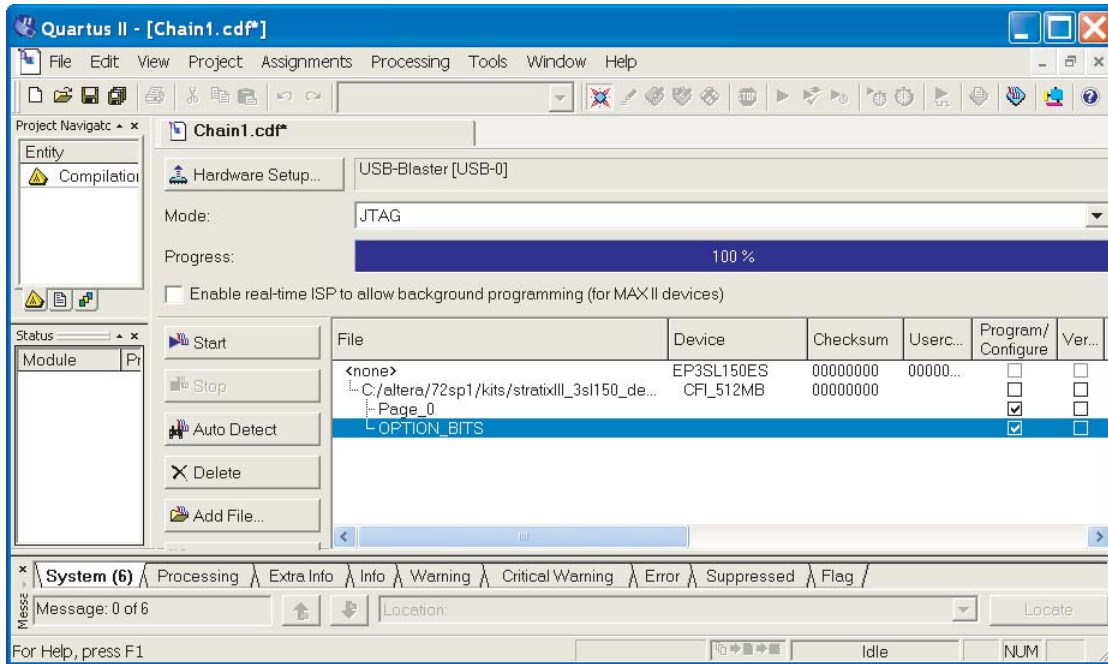 Quartus II - [Chain1.cdf*]
File Edit View Project Assignments Processing Tools Window Help
Project Navigatc
Chain1.cdf*
Entity
Compilation
Hardware Setup...
USB-Blaster [USB-0]
Mode:
JTAG
Progress:
100 %
Enable real-time ISP to allow background programming (for MAX II devices)
Status
Module
Start
Stop
Auto Detect
Delete
Add File...
File Device Checksum Userc... Program/ Configure Ver...
<none> EP3SL150ES 00000000 00000...
C:/altera/72sp1/kits/stratixIII_3sl150_de... CFI_512MB 00000000
Page_0
OPTION_BITS
System (6) Processing Extra Info Info Warning Critical Warning Error Suppressed Flag
Messe
Message: 0 of 6
Location:
Locate
For Help, press F1
Idle
NUM